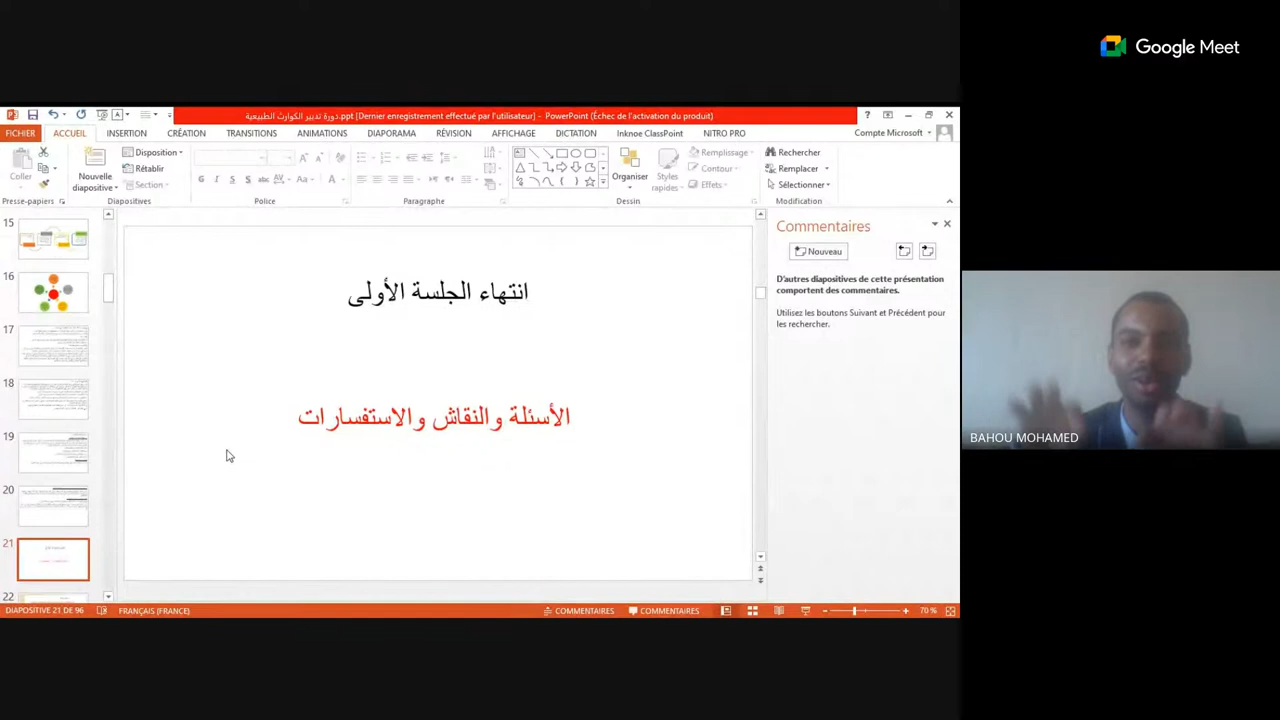 Google Meet
دورة تدبير الكوارث الطبيعية.ppt [Dernier enregistrement effectué par l'utilisateur] - PowerPoint (Échec de l'activation du produit)
FICHIER ACCUEIL INSERTION CRÉATION TRANSITIONS ANIMATIONS DIAPORAMA RÉVISION AFFICHAGE DICTATION Inknoe ClassPoint NITRO PRO Compte Microsoft
Coller
Nouvelle diapositive
Disposition
Rétablir
Section
Organiser
Styles rapides
Remplissage
Contour
Effets
Rechercher
Remplacer
Sélectionner
Presse-papiers Diapositives Police Paragraphe Dessin Modification
15
16
17
18
19
20
21
22
انتهاء الجلسة الأولى
الأسئلة والنقاش والاستفسارات
Commentaires
Nouveau
D'autres diapositives de cette présentation
comportent des commentaires.
Utilisez les boutons Suivant et Précédent pour
les rechercher.
BAHOU MOHAMED
DIAPOSITIVE 21 DE 96 FRANÇAIS (FRANCE) COMMENTAIRES COMMENTAIRES 70 %